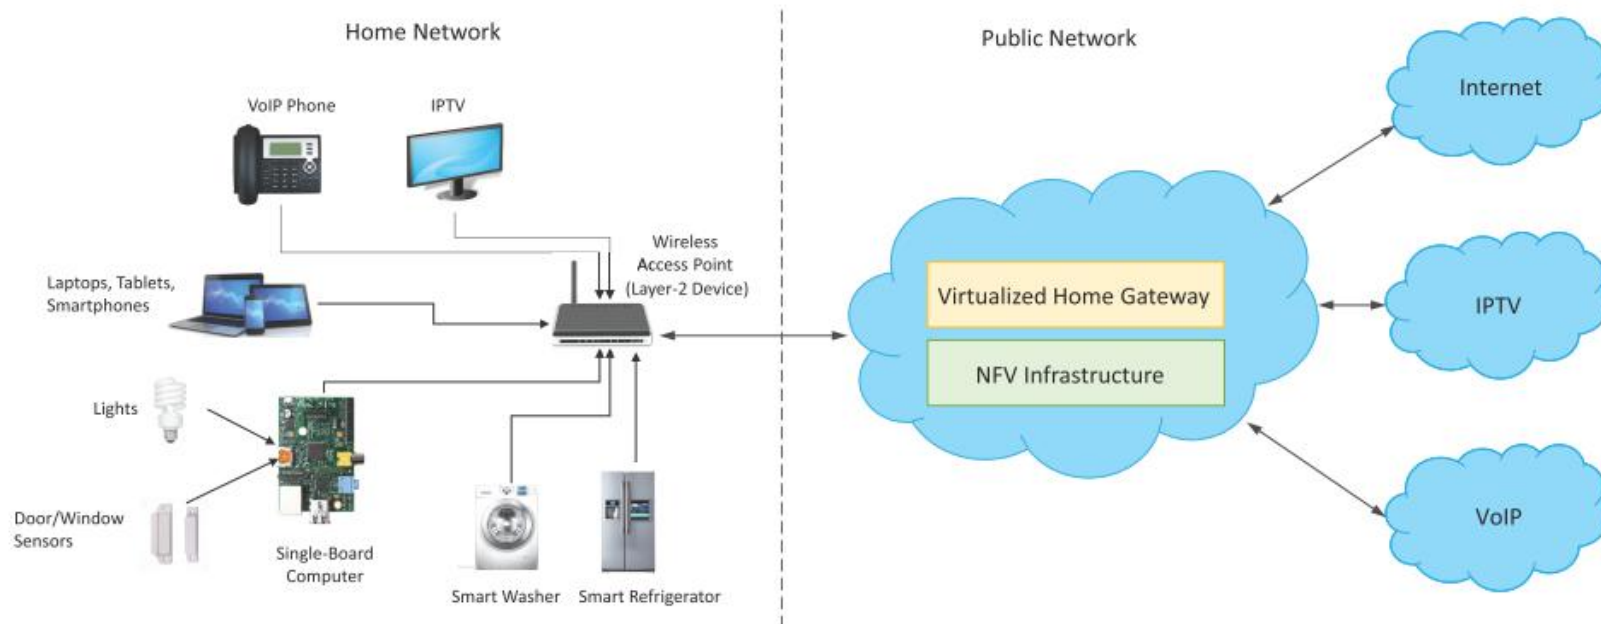 Home Network
Public Network
VoIP Phone
IPTV
Wireless
Access Point
(Layer-2 Device)
Laptops, Tablets,
Smartphones
Lights
Door/Window
Sensors
Single-Board
Computer
Smart Washer
Smart Refrigerator
Virtualized Home Gateway
NFV Infrastructure
Internet
IPTV
VoIP